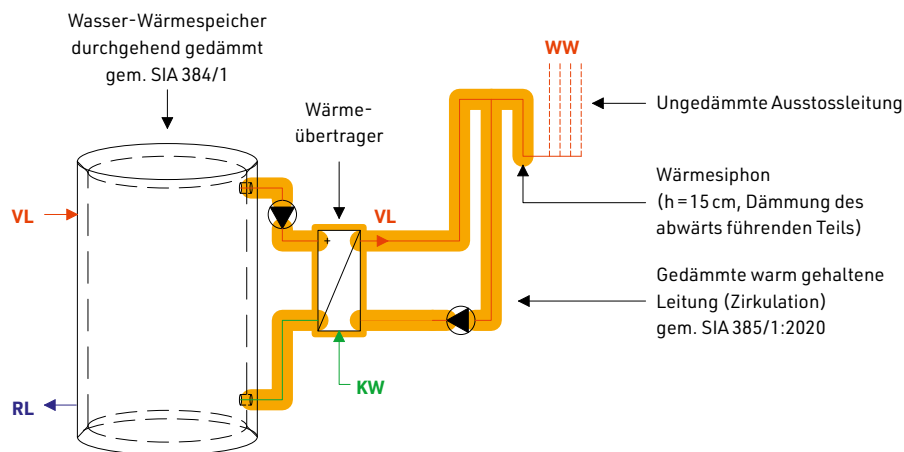 Wasser-Wärmespeicher
durchgehend gedämmt
gem. SIA 384/1
Wärme-
übertrager
WW
Ungedämmte Ausstossleitung
Wärmesiphon
(h = 15 cm, Dämmung des
abwärts führenden Teils)
VL
VL
Gedämmte warm gehaltene
Leitung (Zirkulation)
gem. SIA 385/1:2020
KW
RL